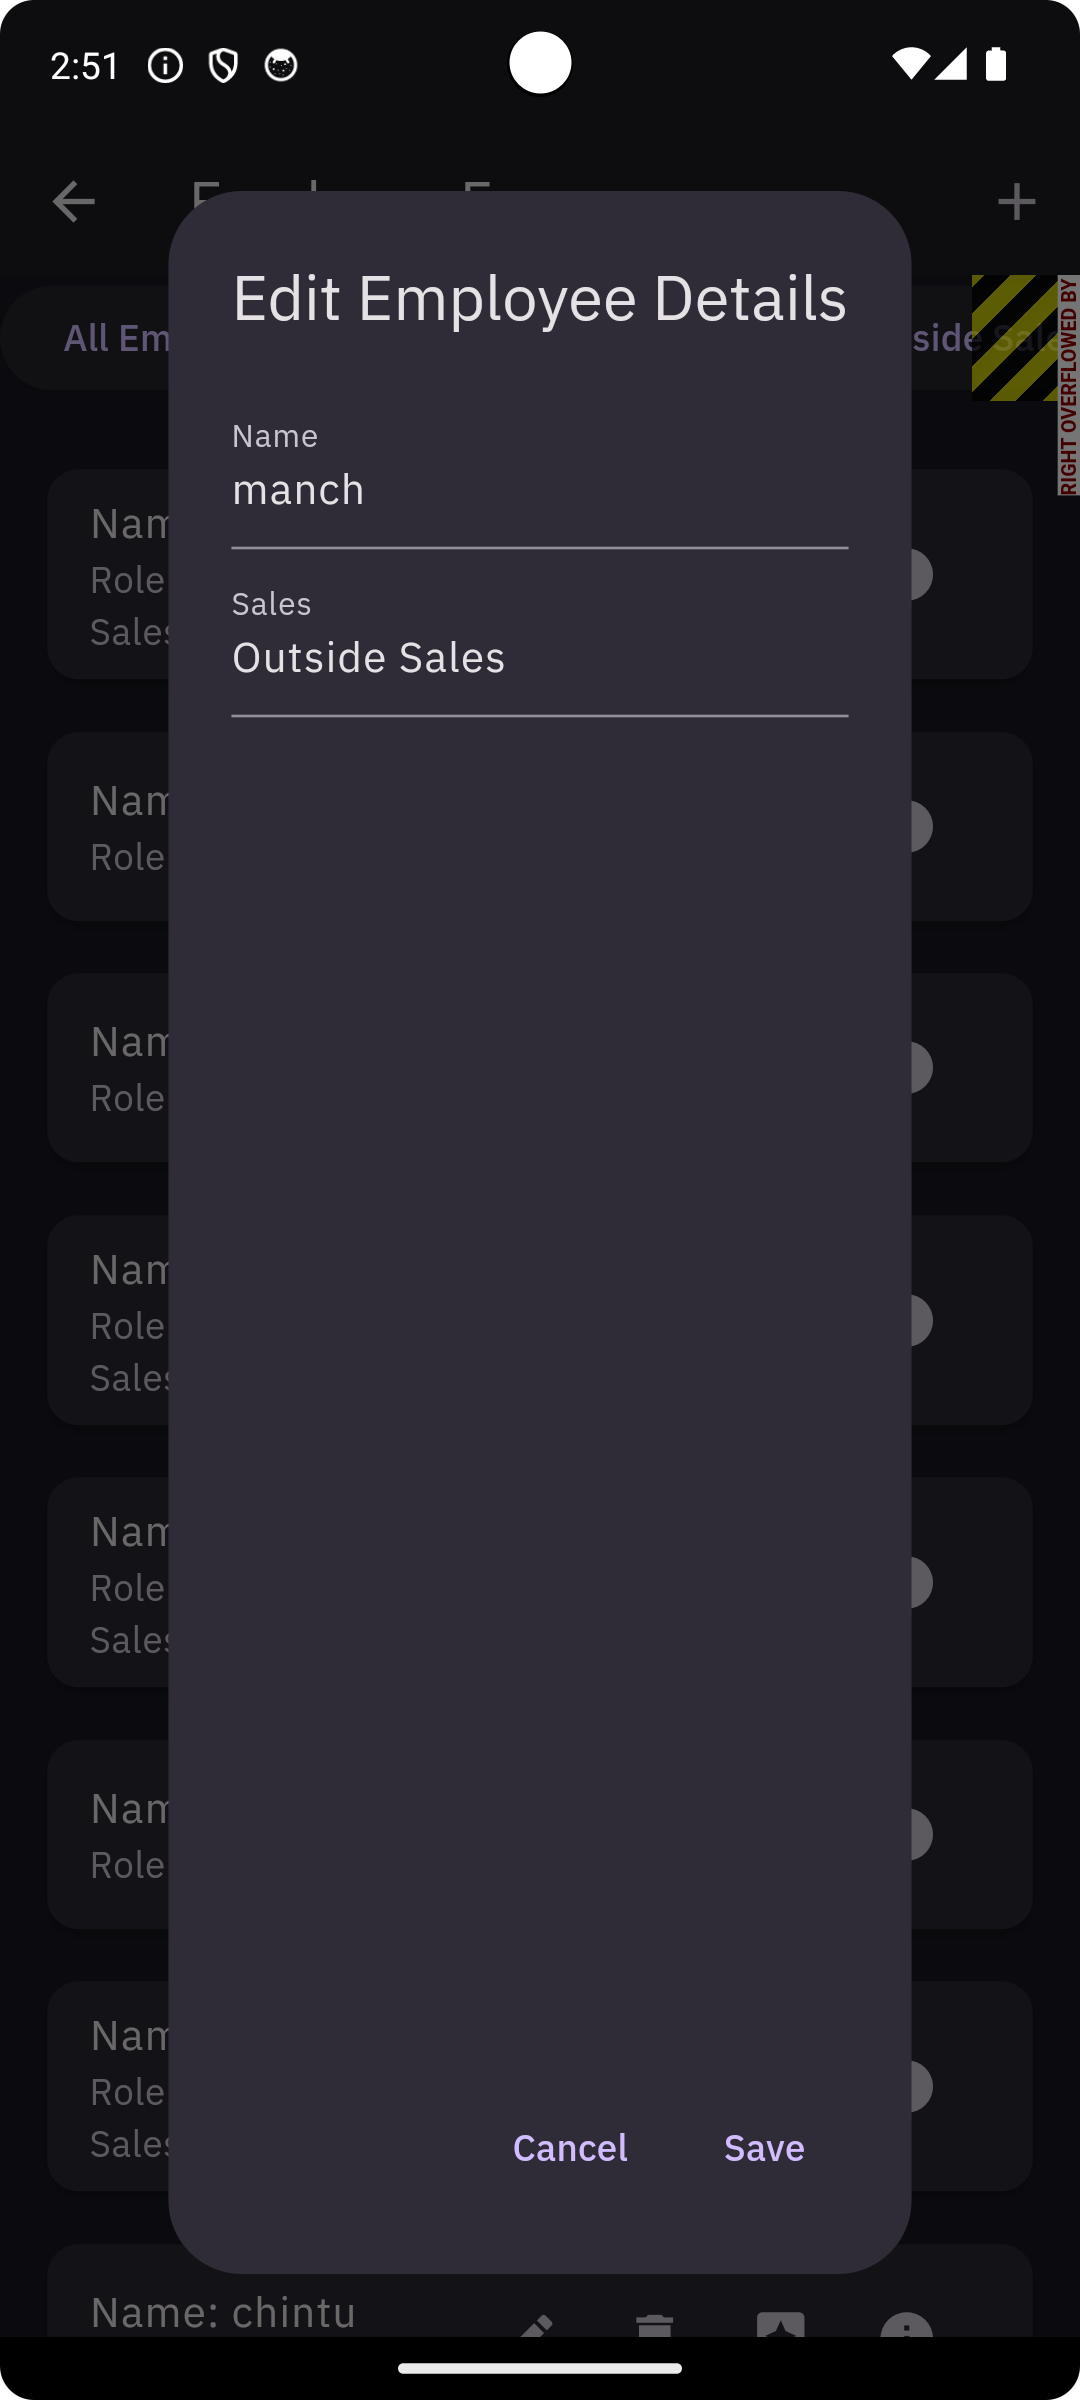 2:51
Edit Employee Details
All Em
side Sale
RIGHT OVERFLOWED BY
Name
manch
Sales
Outside Sales
Nam
Role
Sales
Nam
Role
Nam
Role
Nam
Role
Sales
Nam
Role
Sales
Nam
Role
Nam
Role
Sales
Cancel
Save
Name: chintu